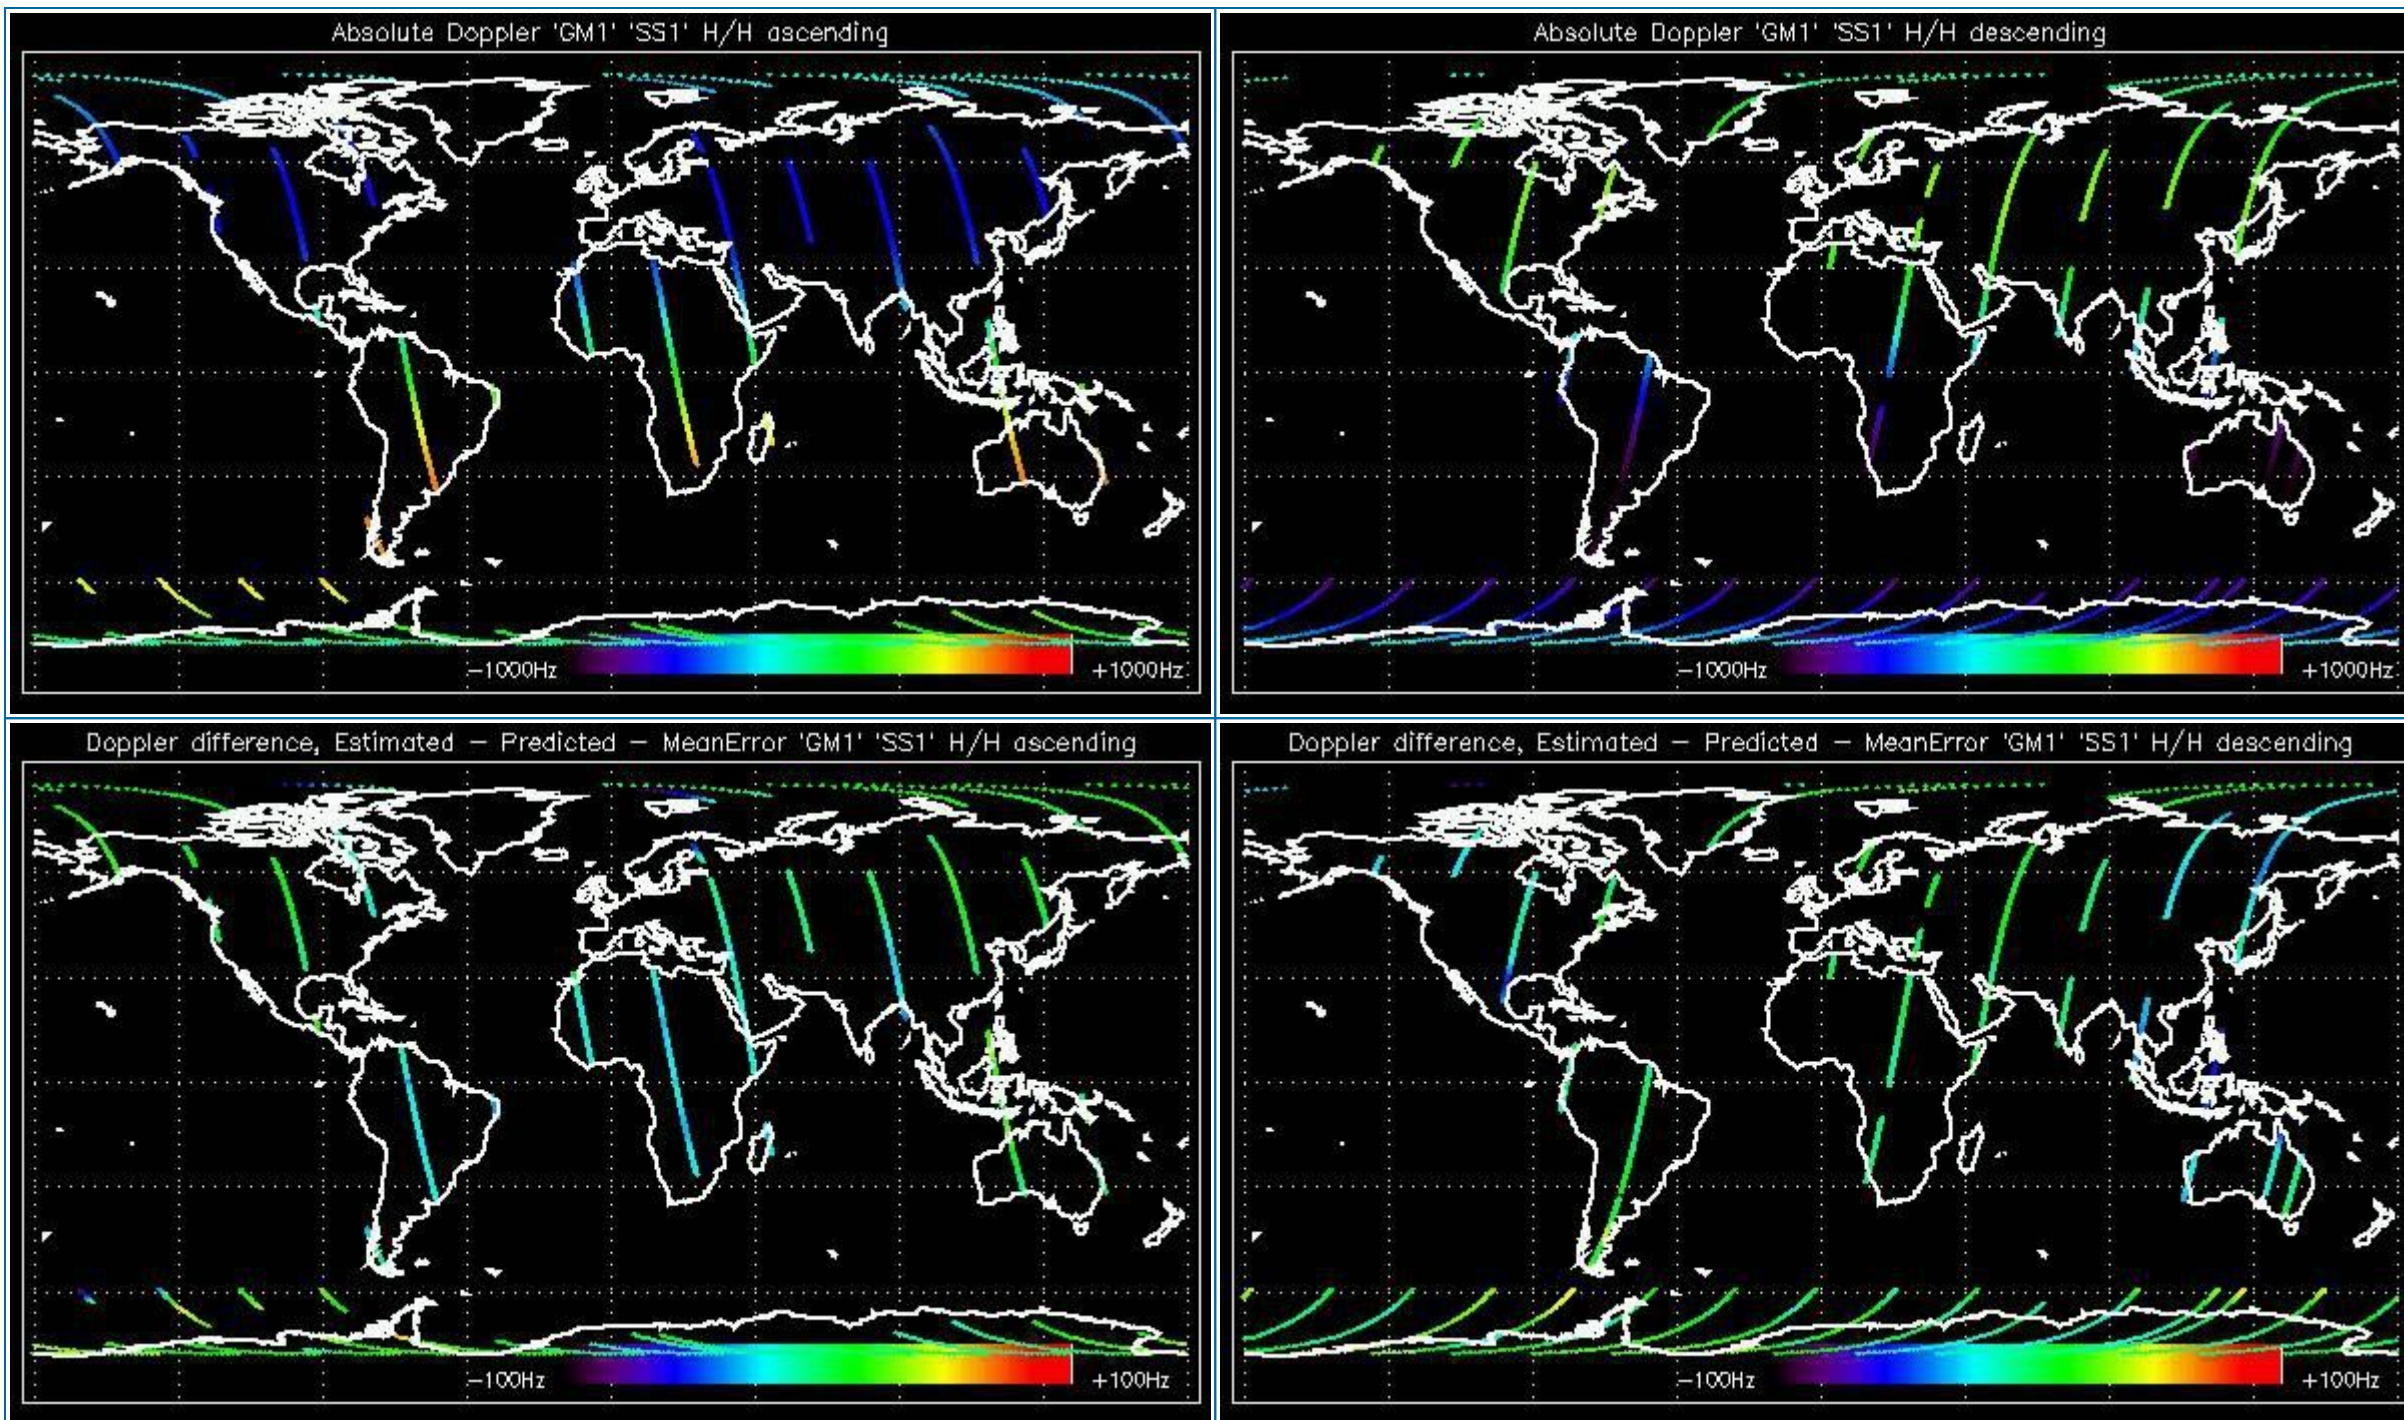 Absolute Doppler 'GM1' 'SS1' H/H ascending
−1000Hz
+1000Hz
Absolute Doppler 'GM1' 'SS1' H/H descending
−1000Hz
+1000Hz
Doppler difference, Estimated − Predicted − MeanError 'GM1' 'SS1' H/H ascending
−100Hz
+100Hz
Doppler difference, Estimated − Predicted − MeanError 'GM1' 'SS1' H/H descending
−100Hz
+100Hz